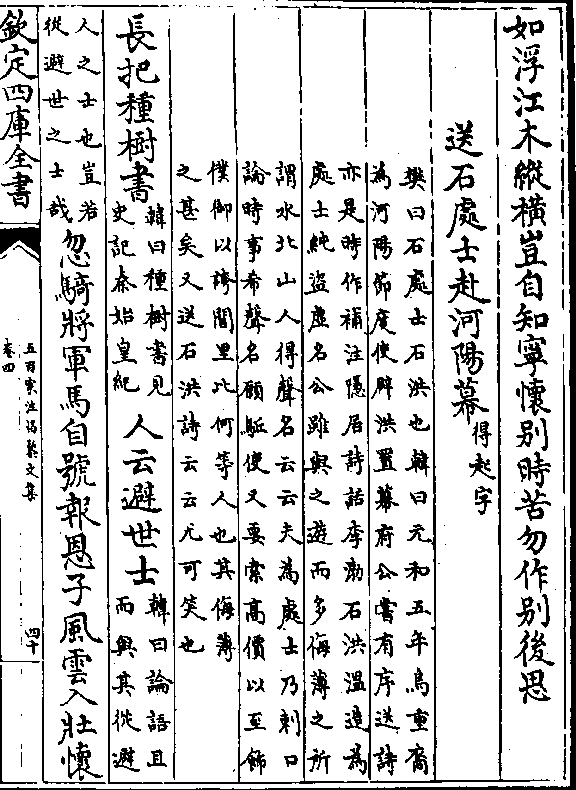 如浮江木縱橫豈自知寧懷别時苦勿作别後思
送石處士赴河陽幕得起字
樊曰石處士石洪也韓曰元和五年烏重裔
為河陽節度使辟洪置幕府公嘗有序送詩
亦是時作補注隱居詩話李渤石洪溫造為
處士純盜虛名公雖與之遊而多侮薄之所
謂水北山人得聲名云云夫為處士乃刺口
論時事希聲名願駈使又要索高價以至飾
僕御以誇閭里此何等人也其侮薄
之甚矣又送石洪詩云云尤可笑也
長把種樹書韓曰種樹書見
史記秦始皇紀人云避世士韓曰論語且
而與其從避
人之士也豈若
從避世之士哉忽騎將軍馬自號報恩子風雲入壯懷
欽定四庫全書
五百家注昌黎文集
卷四
四十